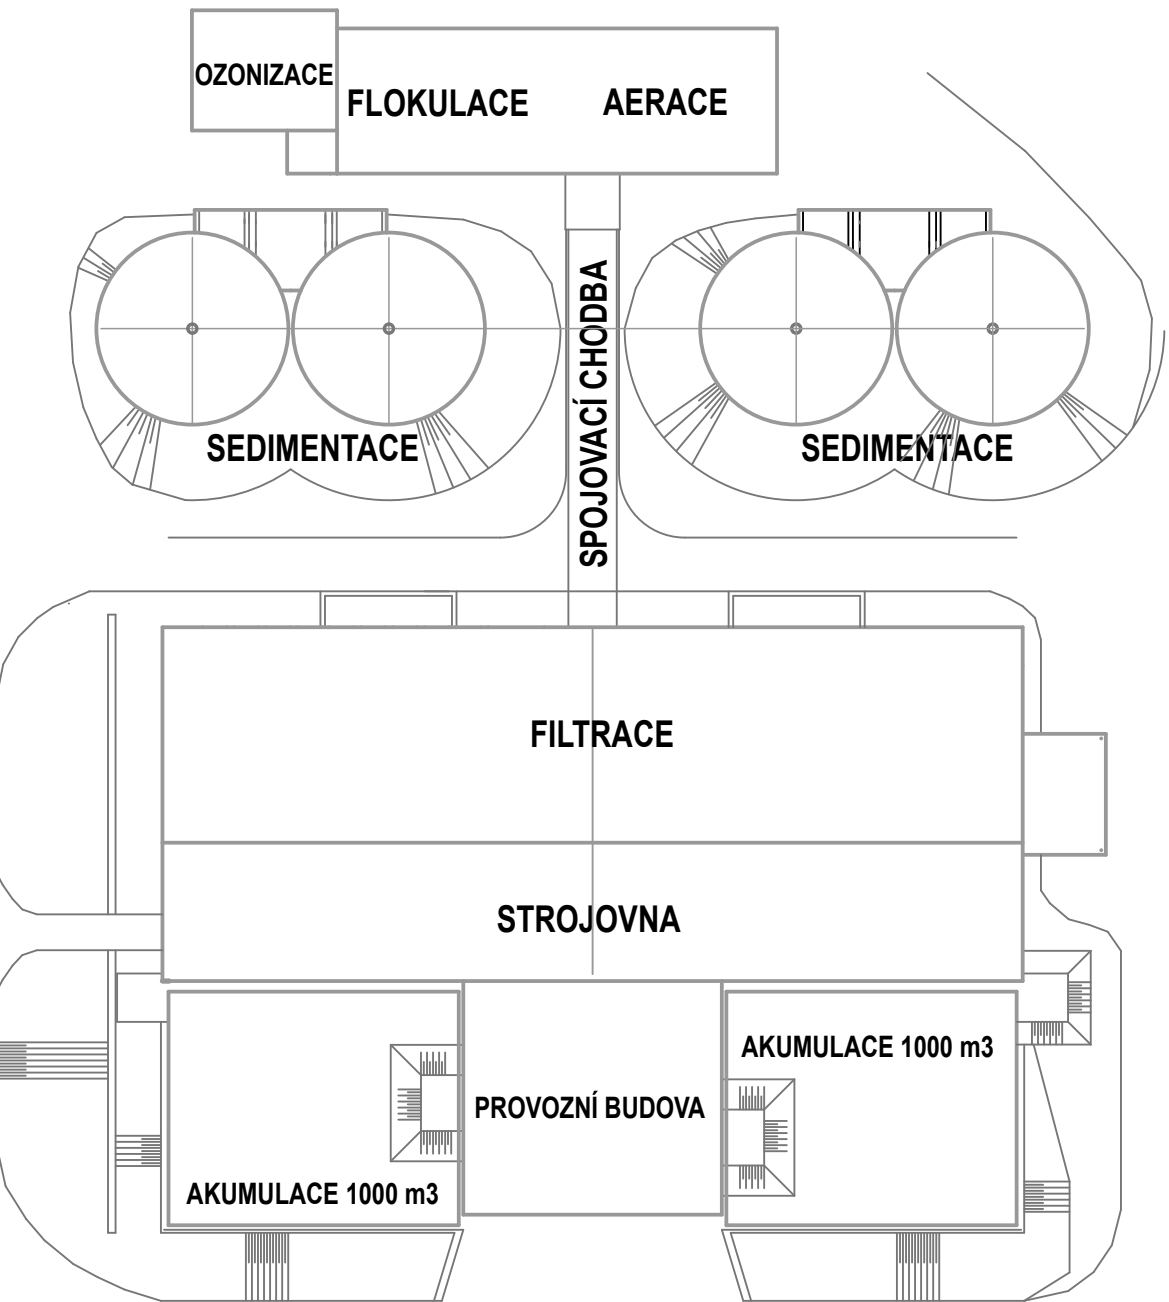 OZONIZACE
FLOKULACE
AERACE
SPOJOVACÍ CHODBA
SEDIMENTACE
SEDIMENTACE
FILTRACE
STROJOVNA
AKUMULACE 1000 m3
PROVOZNÍ BUDOVA
AKUMULACE 1000 m3